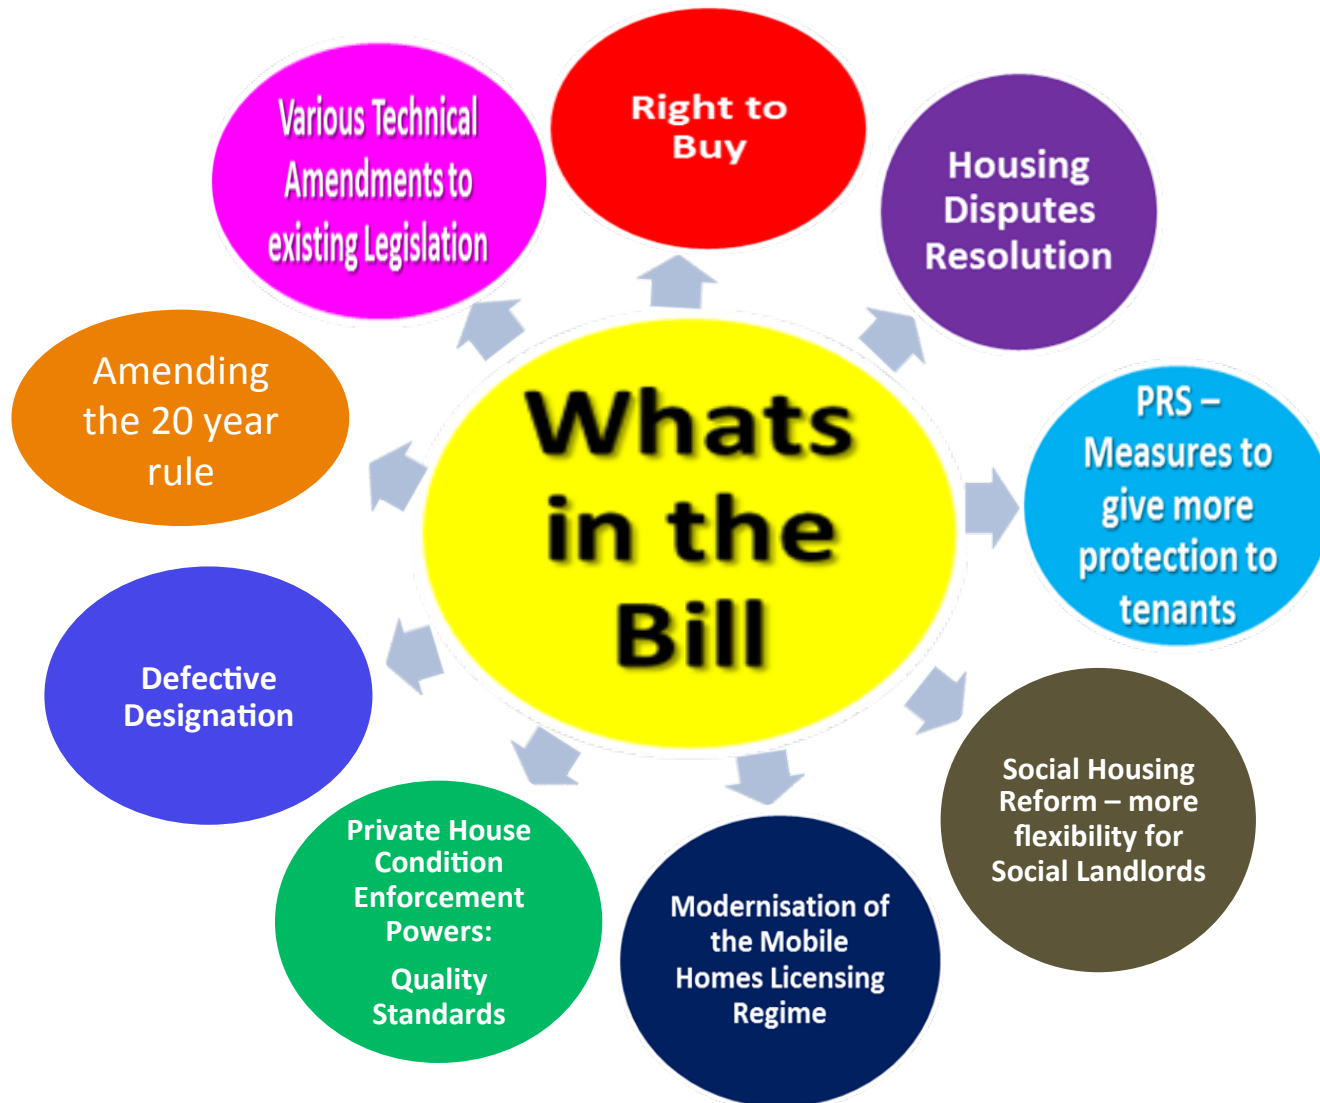 Whats
in the
Bill
Right to
Buy
Housing
Disputes
Resolution
PRS –
Measures to
give more
protection to
tenants
Social Housing
Reform – more
flexibility for
Social Landlords
Modernisation of
the Mobile
Homes Licensing
Regime
Private House
Condition
Enforcement
Powers:
Quality
Standards
Defective
Designation
Amending
the 20 year
rule
Various Technical
Amendments to
existing Legislation